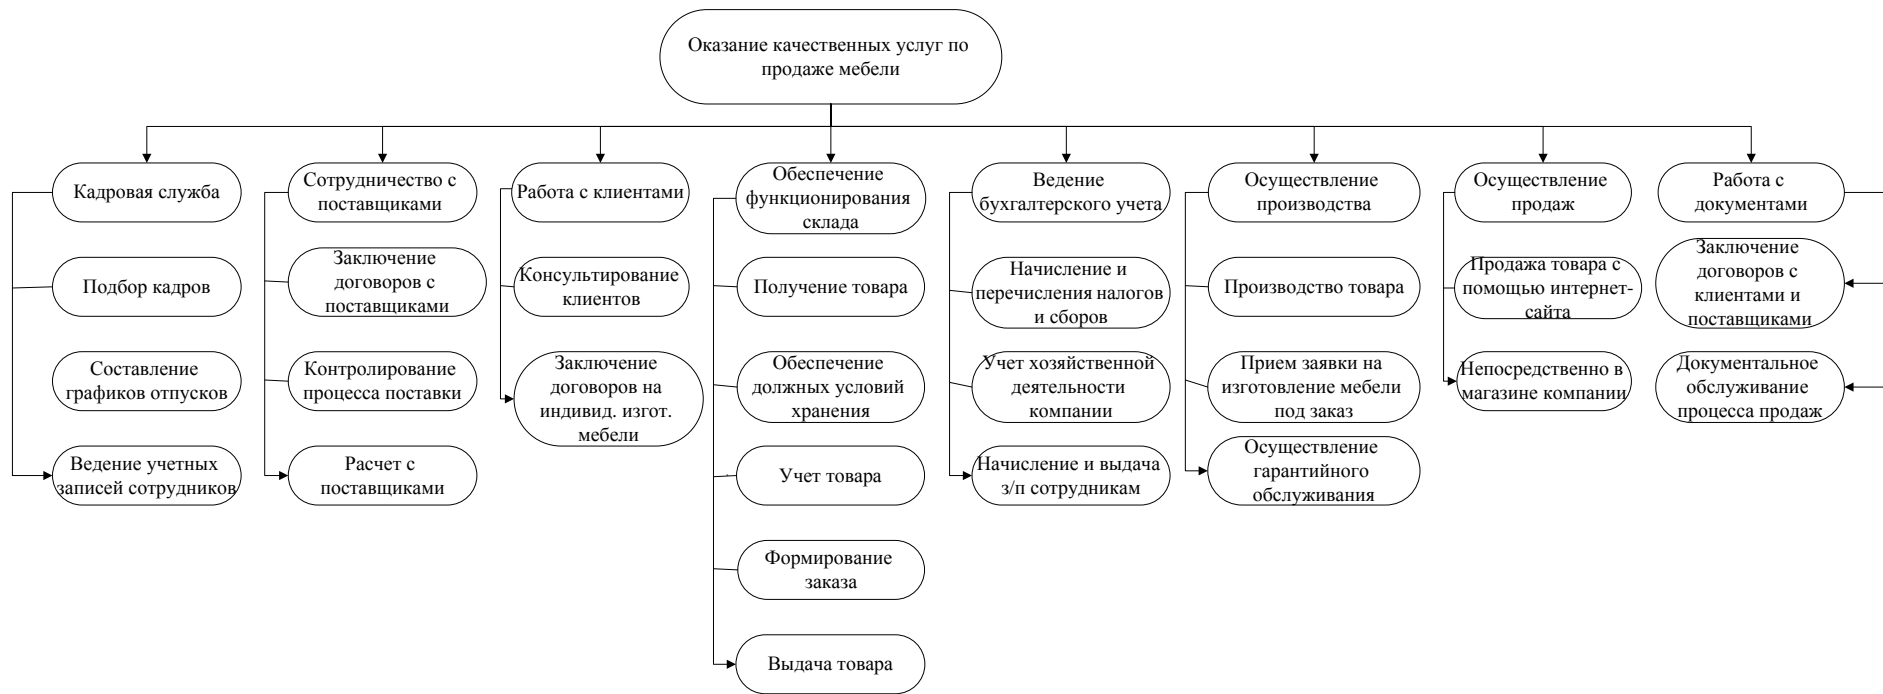 Оказание качественных услуг по
продаже мебели
Кадровая служба
Подбор кадров
Составление
графиков отпусков
Ведение учетных
записей сотрудников
Сотрудничество с
поставщиками
Заключение
договоров с
поставщиками
Контролирование
процесса поставки
Расчет с
поставщиками
Работа с клиентами
Консультирование
клиентов
Заключение
договоров на
индивид. изгот.
мебели
Обеспечение
функционирования
склада
Получение товара
Обеспечение
должных условий
хранения
Учет товара
Формирование
заказа
Выдача товара
Ведение
бухгалтерского учета
Начисление и
перечисления налогов
и сборов
Учет хозяйственной
деятельности
компании
Начисление и выдача
з/п сотрудникам
Осуществление
производства
Производство товара
Прием заявки на
изготовление мебели
под заказ
Осуществление
гарантийного
обслуживания
Осуществление
продаж
Продажа товара с
помощью интернет-
сайта
Непосредственно в
магазине компании
Работа с
документами
Заключение
договоров с
клиентами и
поставщиками
Документальное
обслуживание
процесса продаж